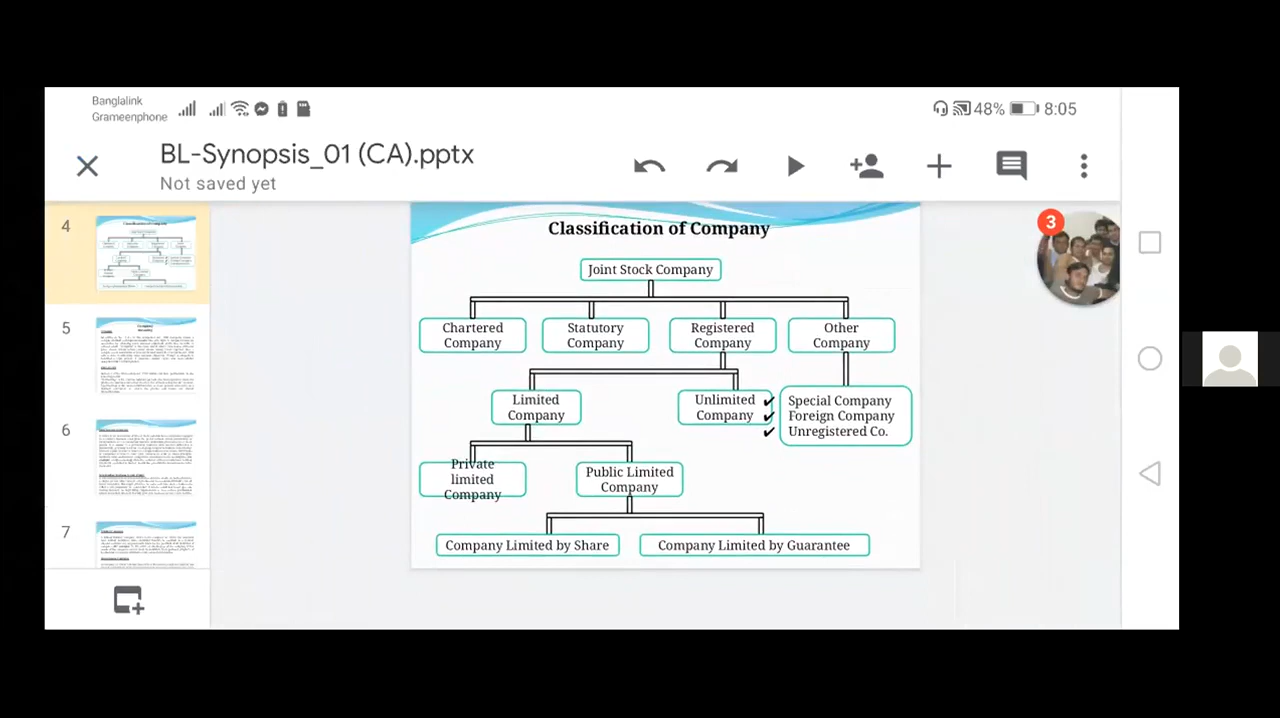 Banglalink
Grameenphone
48% 8:05
BL-Synopsis_01 (CA).pptx
Not saved yet
4
5
6
7
3
Classification of Company
Joint Stock Company
Chartered
Company
Statutory
Company
Registered
Company
Other
Company
Limited
Company
Unlimited
Company
✔ Special Company
✔ Foreign Company
✔ Unregistered Co.
Private
limited
Company
Public Limited
Company
Company Limited by Share
Company Limited by Guarantee